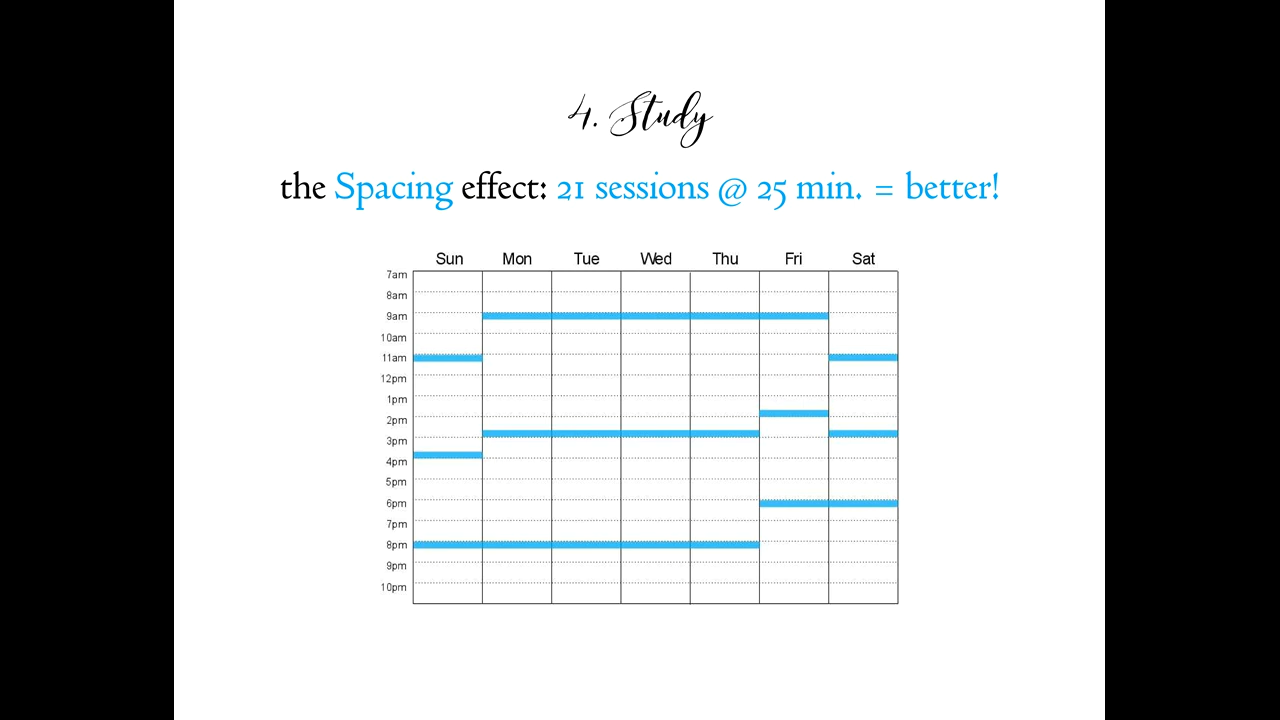 4. Study
the Spacing effect: 21 sessions @ 25 min. = better!
Sun Mon Tue Wed Thu Fri Sat
7am
8am
9am
10am
11am
12pm
1pm
2pm
3pm
4pm
5pm
6pm
7pm
8pm
9pm
10pm